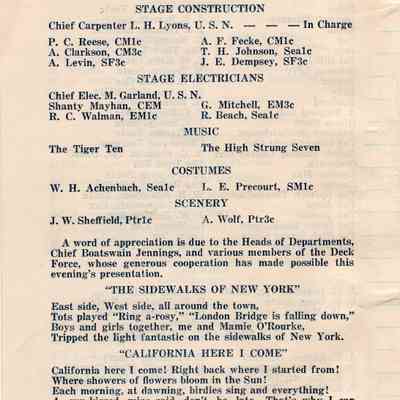 STAGE CONSTRUCTION
Chief Carpenter L. H. Lyons, U. S. N. — — — In Charge
P. C. Reese, CM1c A. F. Fecke, CM1c
A. Clarkson, CM3c T. H. Johnson, Sea1c
A. Levin, SF3c J. E. Dempsey, SF3c
STAGE ELECTRICIANS
Chief Elec. M. Garland, U. S. N.
Shanty Mayhan, CEM G. Mitchell, EM3c
R. C. Walman, EM1c R. Beach, Sea1c
MUSIC
The Tiger Ten The High Strung Seven
COSTUMES
W. H. Achenbach, Sea1c L. E. Precourt, SM1c
SCENERY
J. W. Sheffield, Ptr1c A. Wolf, Ptr3c
A word of appreciation is due to the Heads of Departments,
Chief Boatswain Jennings, and various members of the Deck
Force, whose generous cooperation has made possible this
evening's presentation.
"THE SIDEWALKS OF NEW YORK"
East side, West side, all around the town,
Tots played "Ring a-rosy," "London Bridge is falling down,"
Boys and girls together, me and Mamie O'Rourke,
Tripped the light fantastic on the sidewalks of New York.
"CALIFORNIA HERE I COME"
California here I come! Right back where I started from!
Where showers of flowers bloom in the Sun!
Each morning, at dawning, birdies sing and everything!